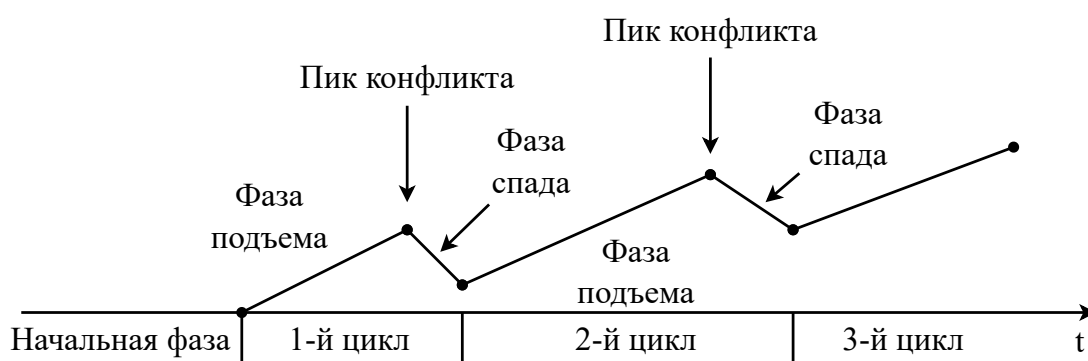 Пик конфликта
Пик конфликта
Фаза
спада
Фаза
спада
Фаза
подъема
Фаза
подъема
Начальная фаза
1-й цикл
2-й цикл
3-й цикл
t